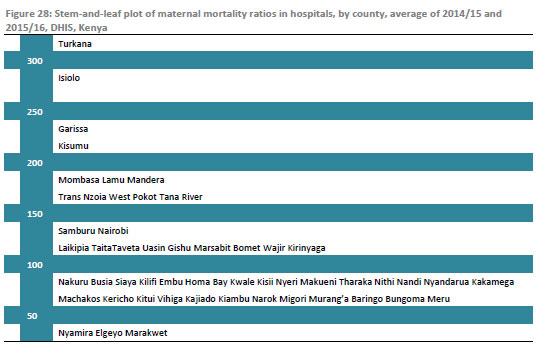 Figure 28: Stem-and-leaf plot of maternal mortality ratios in hospitals, by county, average of 2014/15 and
2015/16, DHIS, Kenya
Turkana
300
Isiolo
250
Garissa
Kisumu
200
Mombasa Lamu Mandera
Trans Nzoia West Pokot Tana River
150
Samburu Nairobi
Laikipia TaitaTaveta Uasin Gishu Marsabit Bomet Wajir Kirinyaga
100
Nakuru Busia Siaya Kilifi Embu Homa Bay Kwale Kisii Nyeri Makueni Tharaka Nithi Nandi Nyandarua Kakamega
Machakos Kericho Kitui Vihiga Kajiado Kiambu Narok Migori Murang'a Baringo Bungoma Meru
50
Nyamira Elgeyo Marakwet